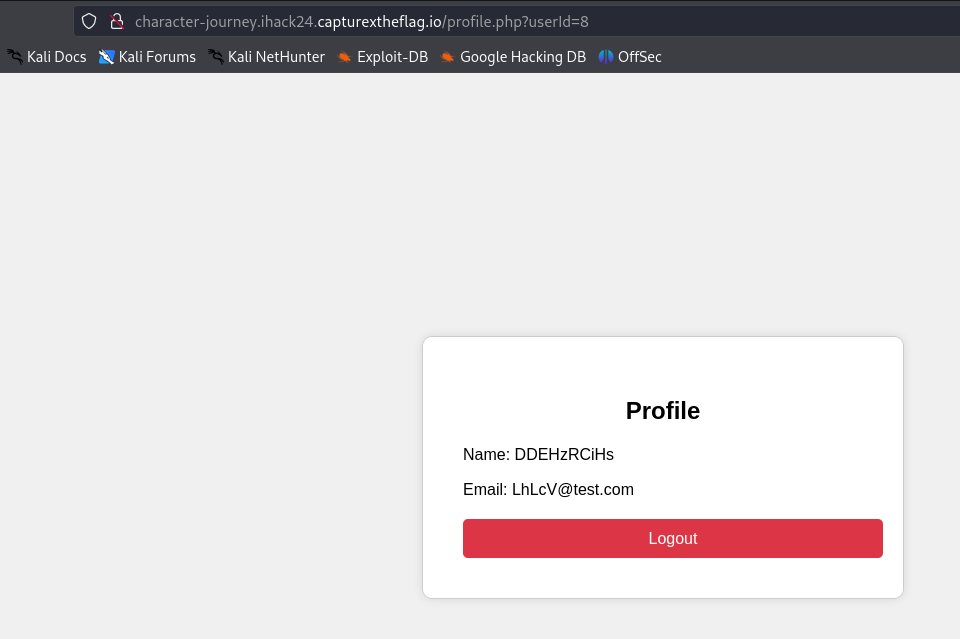 character-journey.ihack24.capturextheflag.io/profile.php?userId=8
Kali Docs Kali Forums Kali NetHunter Exploit-DB Google Hacking DB OffSec
Profile
Name: DDEHzRCiHs
Email: LhLcV@test.com
Logout